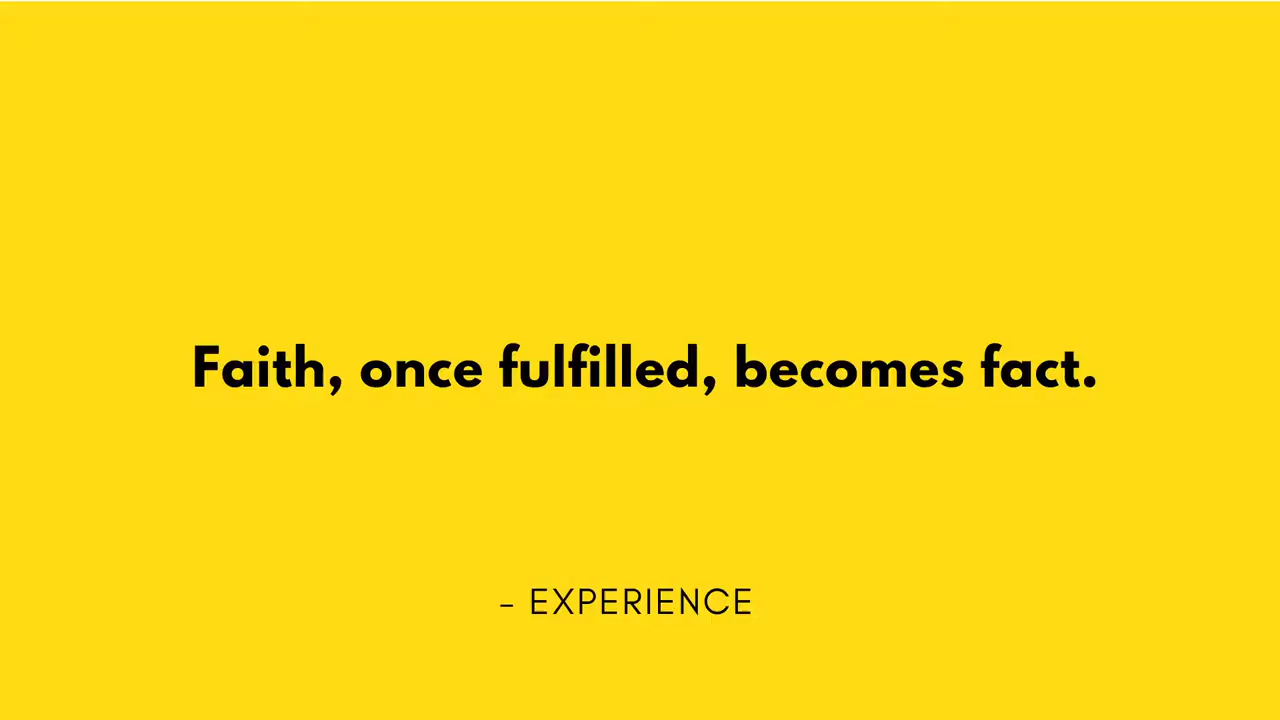 Faith, once fulfilled, becomes fact.
– EXPERIENCE